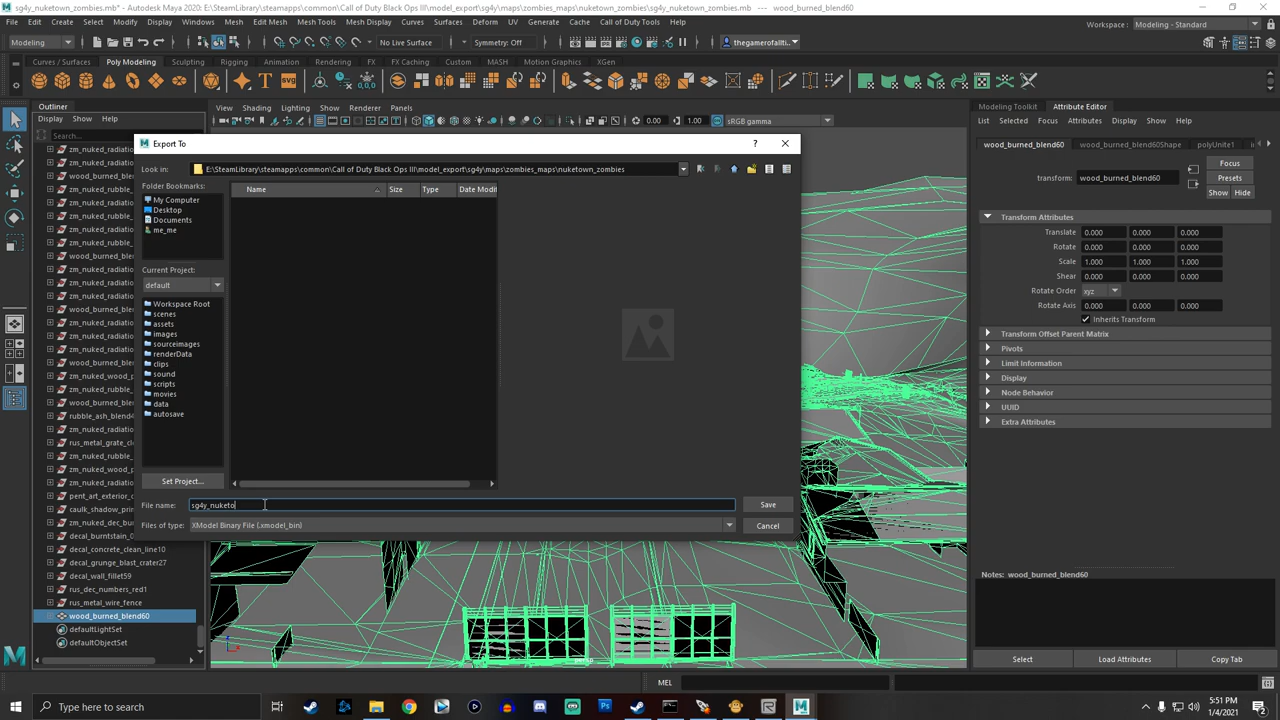 sg4y_nuketown_zombies.mb* - Autodesk Maya 2020: E:\SteamLibrary\steamapps\common\Call of Duty Black Ops III\model_export\sg4y\maps\zombies_maps\nuketown_zombies\sg4y_nuketown_zombies.mb --- wood_burned_blend60
File Edit Create Select Modify Display Windows Mesh Edit Mesh Mesh Tools Mesh Display Curves Surfaces Deform UV Generate Cache Call of Duty Tools Help
Workspace : Modeling - Standard
Modeling No Live Surface Symmetry: Off thegamerofallti...
Curves / Surfaces Poly Modeling Sculpting Rigging Animation Rendering FX FX Caching Custom MASH Motion Graphics XGen
Outliner
Display Show Help
Search...
View Shading Lighting Show Renderer Panels
0.00 1.00 sRGB gamma
zm_nuked_radiation
wood_burned_ble
zm_nuked_rubble_
wood_burned_blen
zm_nuked_radiatio
zm_nuked_wood_p
rubble_ash_blend4
rus_metal_grate_cle
pent_art_exterior_c
caulk_shadow_prim
zm_nuked_dec_bur
decal_burntstain_0
decal_concrete_clean_line10
decal_grunge_blast_crater27
decal_wall_fillet59
rus_dec_numbers_red1
rus_metal_wire_fence
wood_burned_blend60
defaultLightSet
defaultObjectSet
Export To
Look in: E:\SteamLibrary\steamapps\common\Call of Duty Black Ops III\model_export\sg4y\maps\zombies_maps\nuketown_zombies
Folder Bookmarks:
My Computer
Desktop
Documents
me_me
Name Size Type Date Modifi
Current Project:
default
Workspace Root
scenes
assets
images
sourceimages
renderData
clips
sound
scripts
movies
data
autosave
Set Project...
File name: sg4y_nuketo
Save
Files of type: XModel Binary File (.xmodel_bin)
Cancel
persp
Modeling Toolkit Attribute Editor
List Selected Focus Attributes Display Show Help
wood_burned_blend60 wood_burned_blend60Shape polyUnite1
transform: wood_burned_blend60
Focus
Presets
Show Hide
Transform Attributes
Translate 0.000 0.000 0.000
Rotate 0.000 0.000 0.000
Scale 1.000 1.000 1.000
Shear 0.000 0.000 0.000
Rotate Order xyz
Rotate Axis 0.000 0.000 0.000
Inherits Transform
Transform Offset Parent Matrix
Pivots
Limit Information
Display
Node Behavior
UUID
Extra Attributes
Notes: wood_burned_blend60
Select Load Attributes Copy Tab
MEL
Type here to search
5:51 PM
1/4/2021